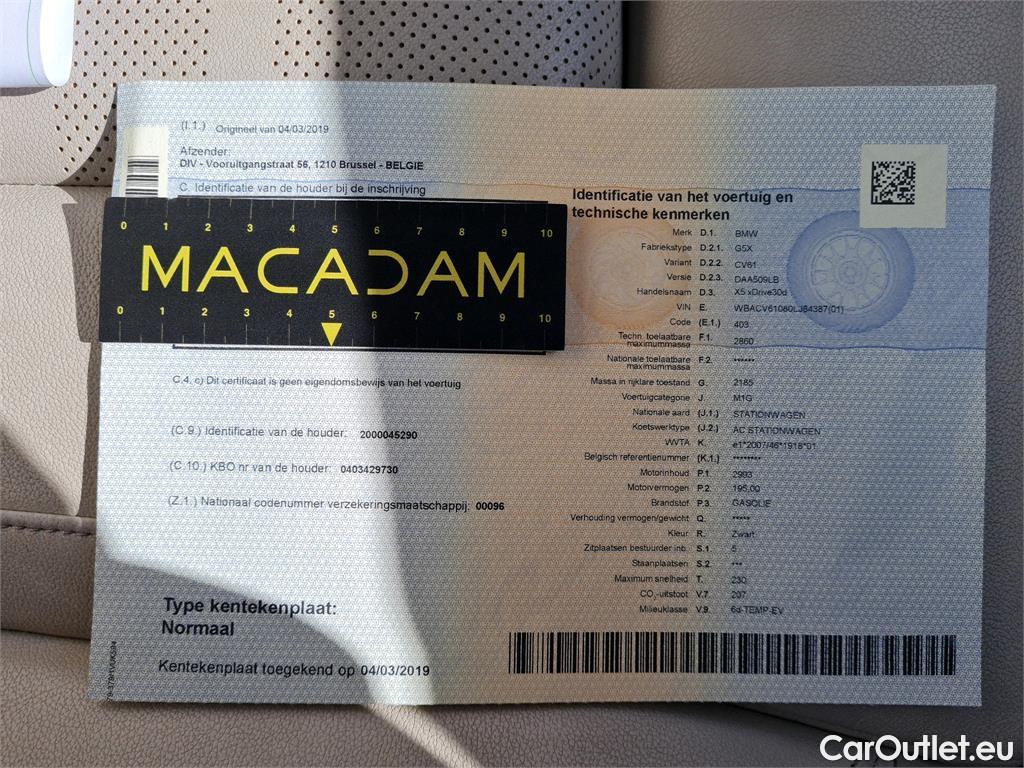 (I.1.) Origineel van 04/03/2019
Afzender:
DIV - Vooruitgangstraat 56, 1210 Brussel - BELGIE
C. Identificatie van de houder bij de inschrijving
0 1 2 3 4 5 6 7 8 9 10
MACADAM
0 1 2 3 4 5 6 7 8 9 10
C.4. c) Dit certificaat is geen eigendomsbewijs van het voertuig
(C.9.) Identificatie van de houder: 2000045290
(C.10.) KBO nr van de houder: 0403429730
(Z.1.) Nationaal codenummer verzekeringsmaatschappij: 00096
Type kentekenplaat:
Normaal
Kentekenplaat toegekend op 04/03/2019
Identificatie van het voertuig en
technische kenmerken
Merk D.1. BMW
Fabriekstype D.2.1. G5X
Variant D.2.2. CV61
Versie D.2.3. DAA509LB
Handelsnaam D.3. X5 xDrive30d
VIN E.
Code (E.1.) 403
Techn. toelaatbare
maximummassa F.1. 2860
Nationale toelaatbare
maximummassa F.2. ******
Massa in rijklare toestand G. 2185
Voertuigcategorie J. M1G
Nationale aard (J.1.) STATIONWAGEN
Koetswerktype (J.2.) AC STATIONWAGEN
WVTA K. e1*2007/46*1918*01
Belgisch referentienummer (K.1.) ********
Motorinhoud P.1. 2993
Motorvermogen P.2. 195.00
Brandstof P.3. GASOLIE
Verhouding vermogen/gewicht Q. *****
Kleur R. Zwart
Zitplaatsen bestuurder inb. S.1. 5
Staanplaatsen S.2. ***
Maximum snelheid T. 230
CO₂-uitstoot V.7. 207
Milieuklasse V.9. 6d-TEMP-EV
CarOutlet.eu